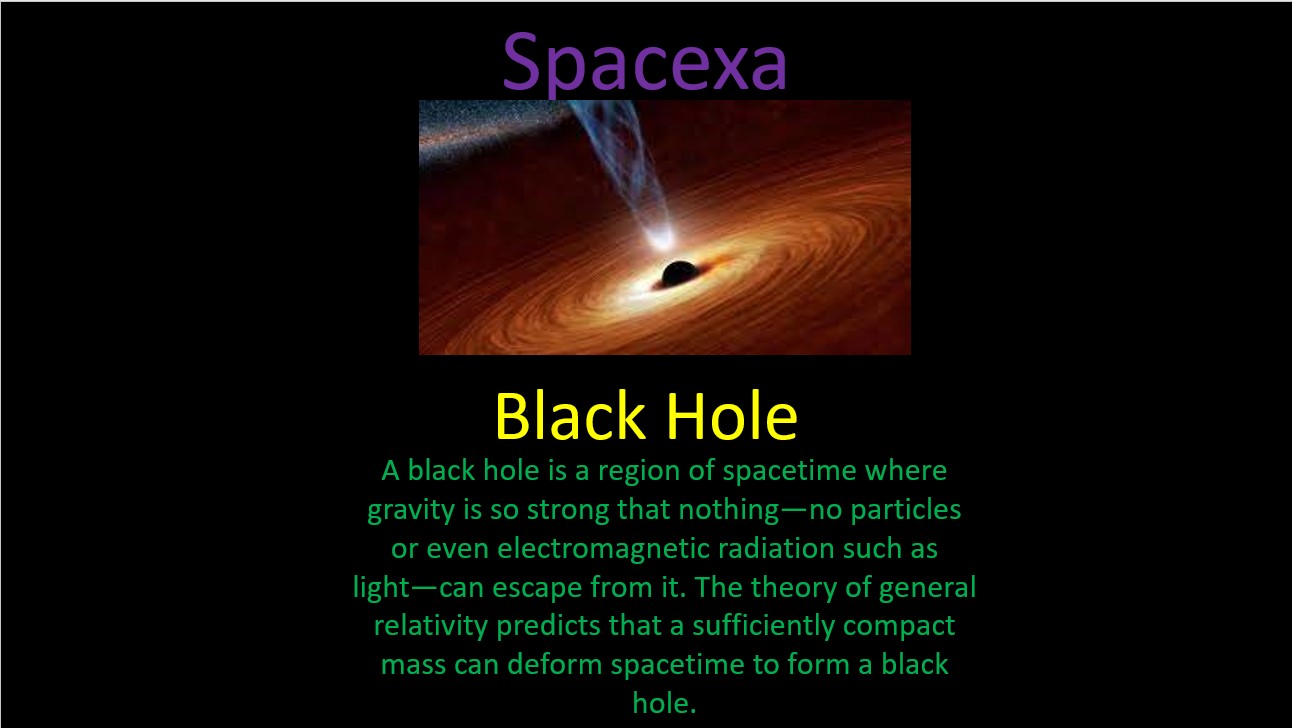 Spacexa
Black Hole
A black hole is a region of spacetime where
gravity is so strong that nothing—no particles
or even electromagnetic radiation such as
light—can escape from it. The theory of general
relativity predicts that a sufficiently compact
mass can deform spacetime to form a black
hole.